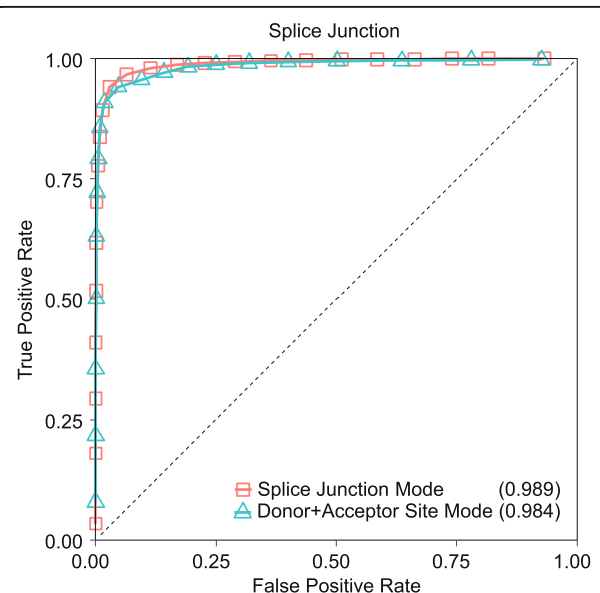 Splice Junction
1.00
0.75
0.50
0.25
0.00
True Positive Rate
Splice Junction Mode (0.989)
Donor+Acceptor Site Mode (0.984)
0.00 0.25 0.50 0.75 1.00
False Positive Rate